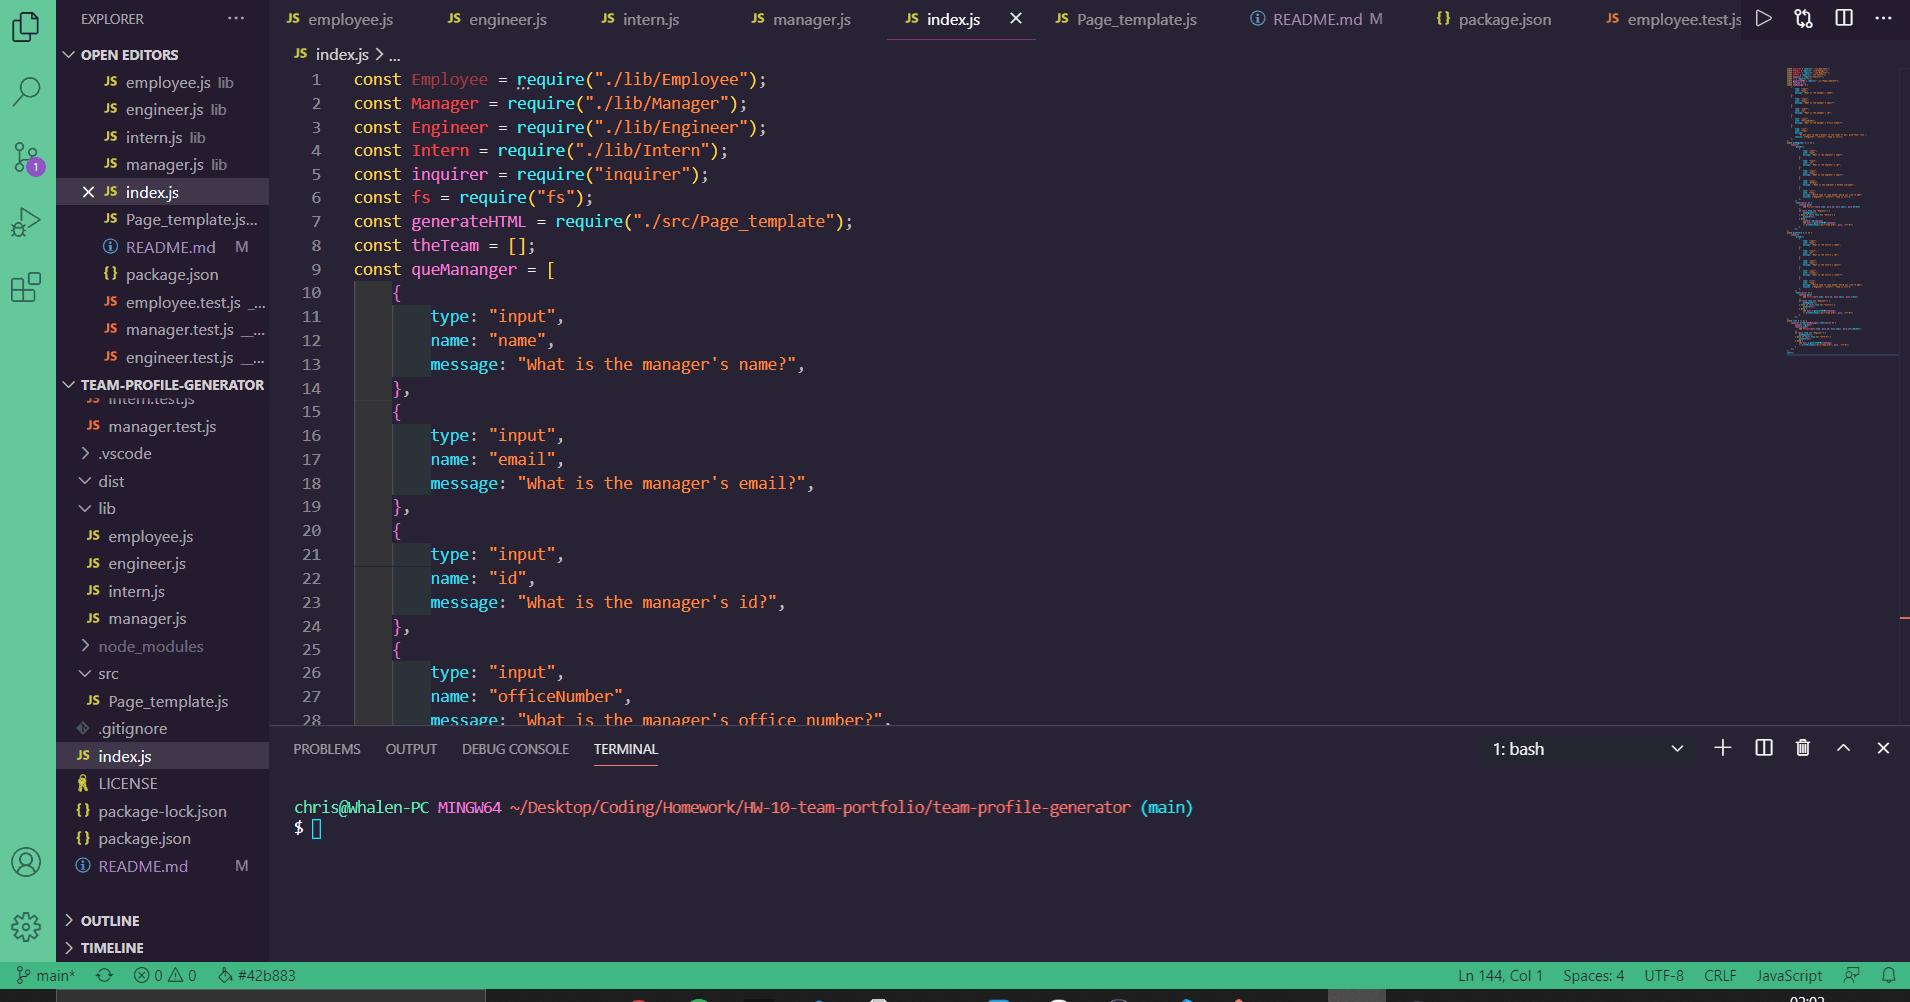 EXPLORER ...
OPEN EDITORS
JS employee.js lib
JS engineer.js lib
JS intern.js lib
JS manager.js lib
JS index.js
JS Page_template.js...
README.md M
{} package.json
JS employee.test.js _...
JS manager.test.js __...
JS engineer.test.js __...
TEAM-PROFILE-GENERATOR
JS intern.test.js
JS manager.test.js
.vscode
dist
lib
JS employee.js
JS engineer.js
JS intern.js
JS manager.js
node_modules
src
JS Page_template.js
.gitignore
JS index.js
LICENSE
{} package-lock.json
{} package.json
README.md M
OUTLINE
TIMELINE
1
JS employee.js JS engineer.js JS intern.js JS manager.js JS index.js JS Page_template.js README.md M {} package.json JS employee.test.js
JS index.js > ...
1 const Employee = require("./lib/Employee");
2 const Manager = require("./lib/Manager");
3 const Engineer = require("./lib/Engineer");
4 const Intern = require("./lib/Intern");
5 const inquirer = require("inquirer");
6 const fs = require("fs");
7 const generateHTML = require("./src/Page_template");
8 const theTeam = [];
9 const queMananger = [
10 {
11 type: "input",
12 name: "name",
13 message: "What is the manager's name?",
14 },
15 {
16 type: "input",
17 name: "email",
18 message: "What is the manager's email?",
19 },
20 {
21 type: "input",
22 name: "id",
23 message: "What is the manager's id?",
24 },
25 {
26 type: "input",
27 name: "officeNumber",
28 message: "What is the manager's office number?",
PROBLEMS OUTPUT DEBUG CONSOLE TERMINAL 1: bash
chris@Whalen-PC MINGW64 ~/Desktop/Coding/Homework/HW-10-team-portfolio/team-profile-generator (main)
$
main* 0 0 #42b883 Ln 144, Col 1 Spaces: 4 UTF-8 CRLF JavaScript